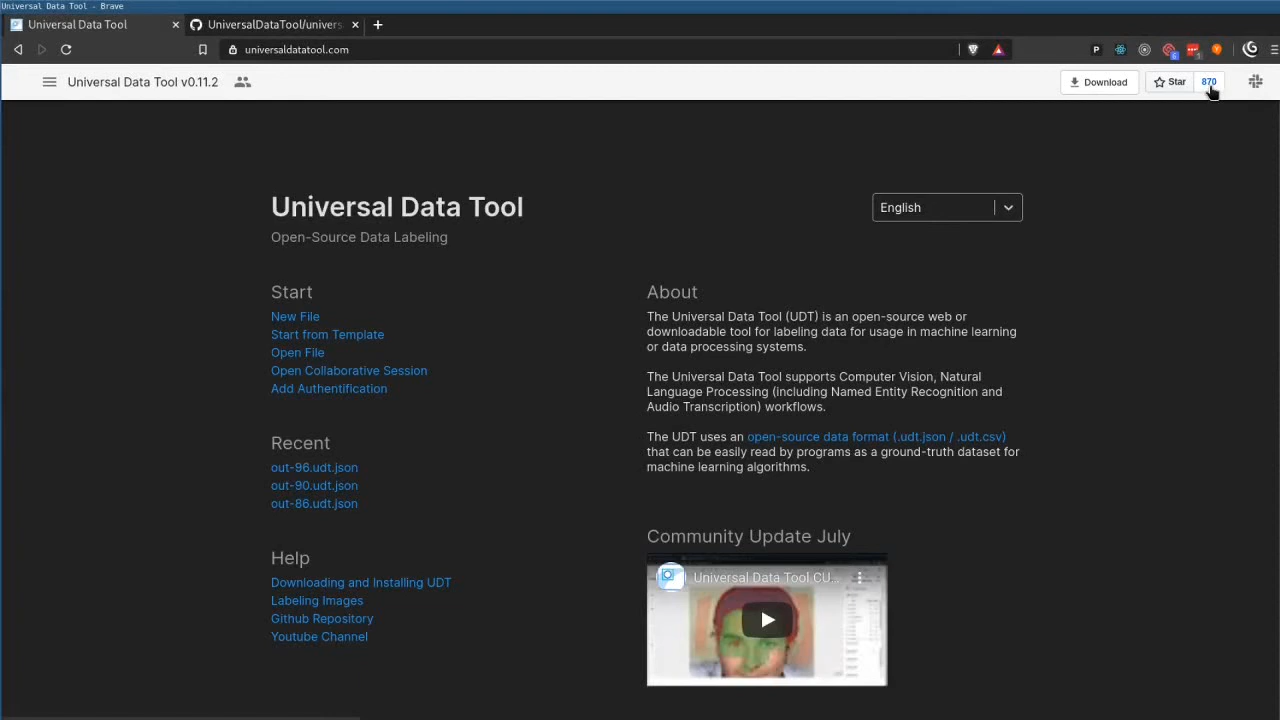 Universal Data Tool - Brave
Universal Data Tool
UniversalDataTool/univers
universaldatatool.com
P
6
1
Universal Data Tool v0.11.2
Download
Star
870
Universal Data Tool
Open-Source Data Labeling
English
Start
New File
Start from Template
Open File
Open Collaborative Session
Add Authentification
Recent
out-96.udt.json
out-90.udt.json
out-86.udt.json
Help
Downloading and Installing UDT
Labeling Images
Github Repository
Youtube Channel
About
The Universal Data Tool (UDT) is an open-source web or
downloadable tool for labeling data for usage in machine learning
or data processing systems.
The Universal Data Tool supports Computer Vision, Natural
Language Processing (including Named Entity Recognition and
Audio Transcription) workflows.
The UDT uses an open-source data format (.udt.json / .udt.csv)
that can be easily read by programs as a ground-truth dataset for
machine learning algorithms.
Community Update July
Universal Data Tool CU...